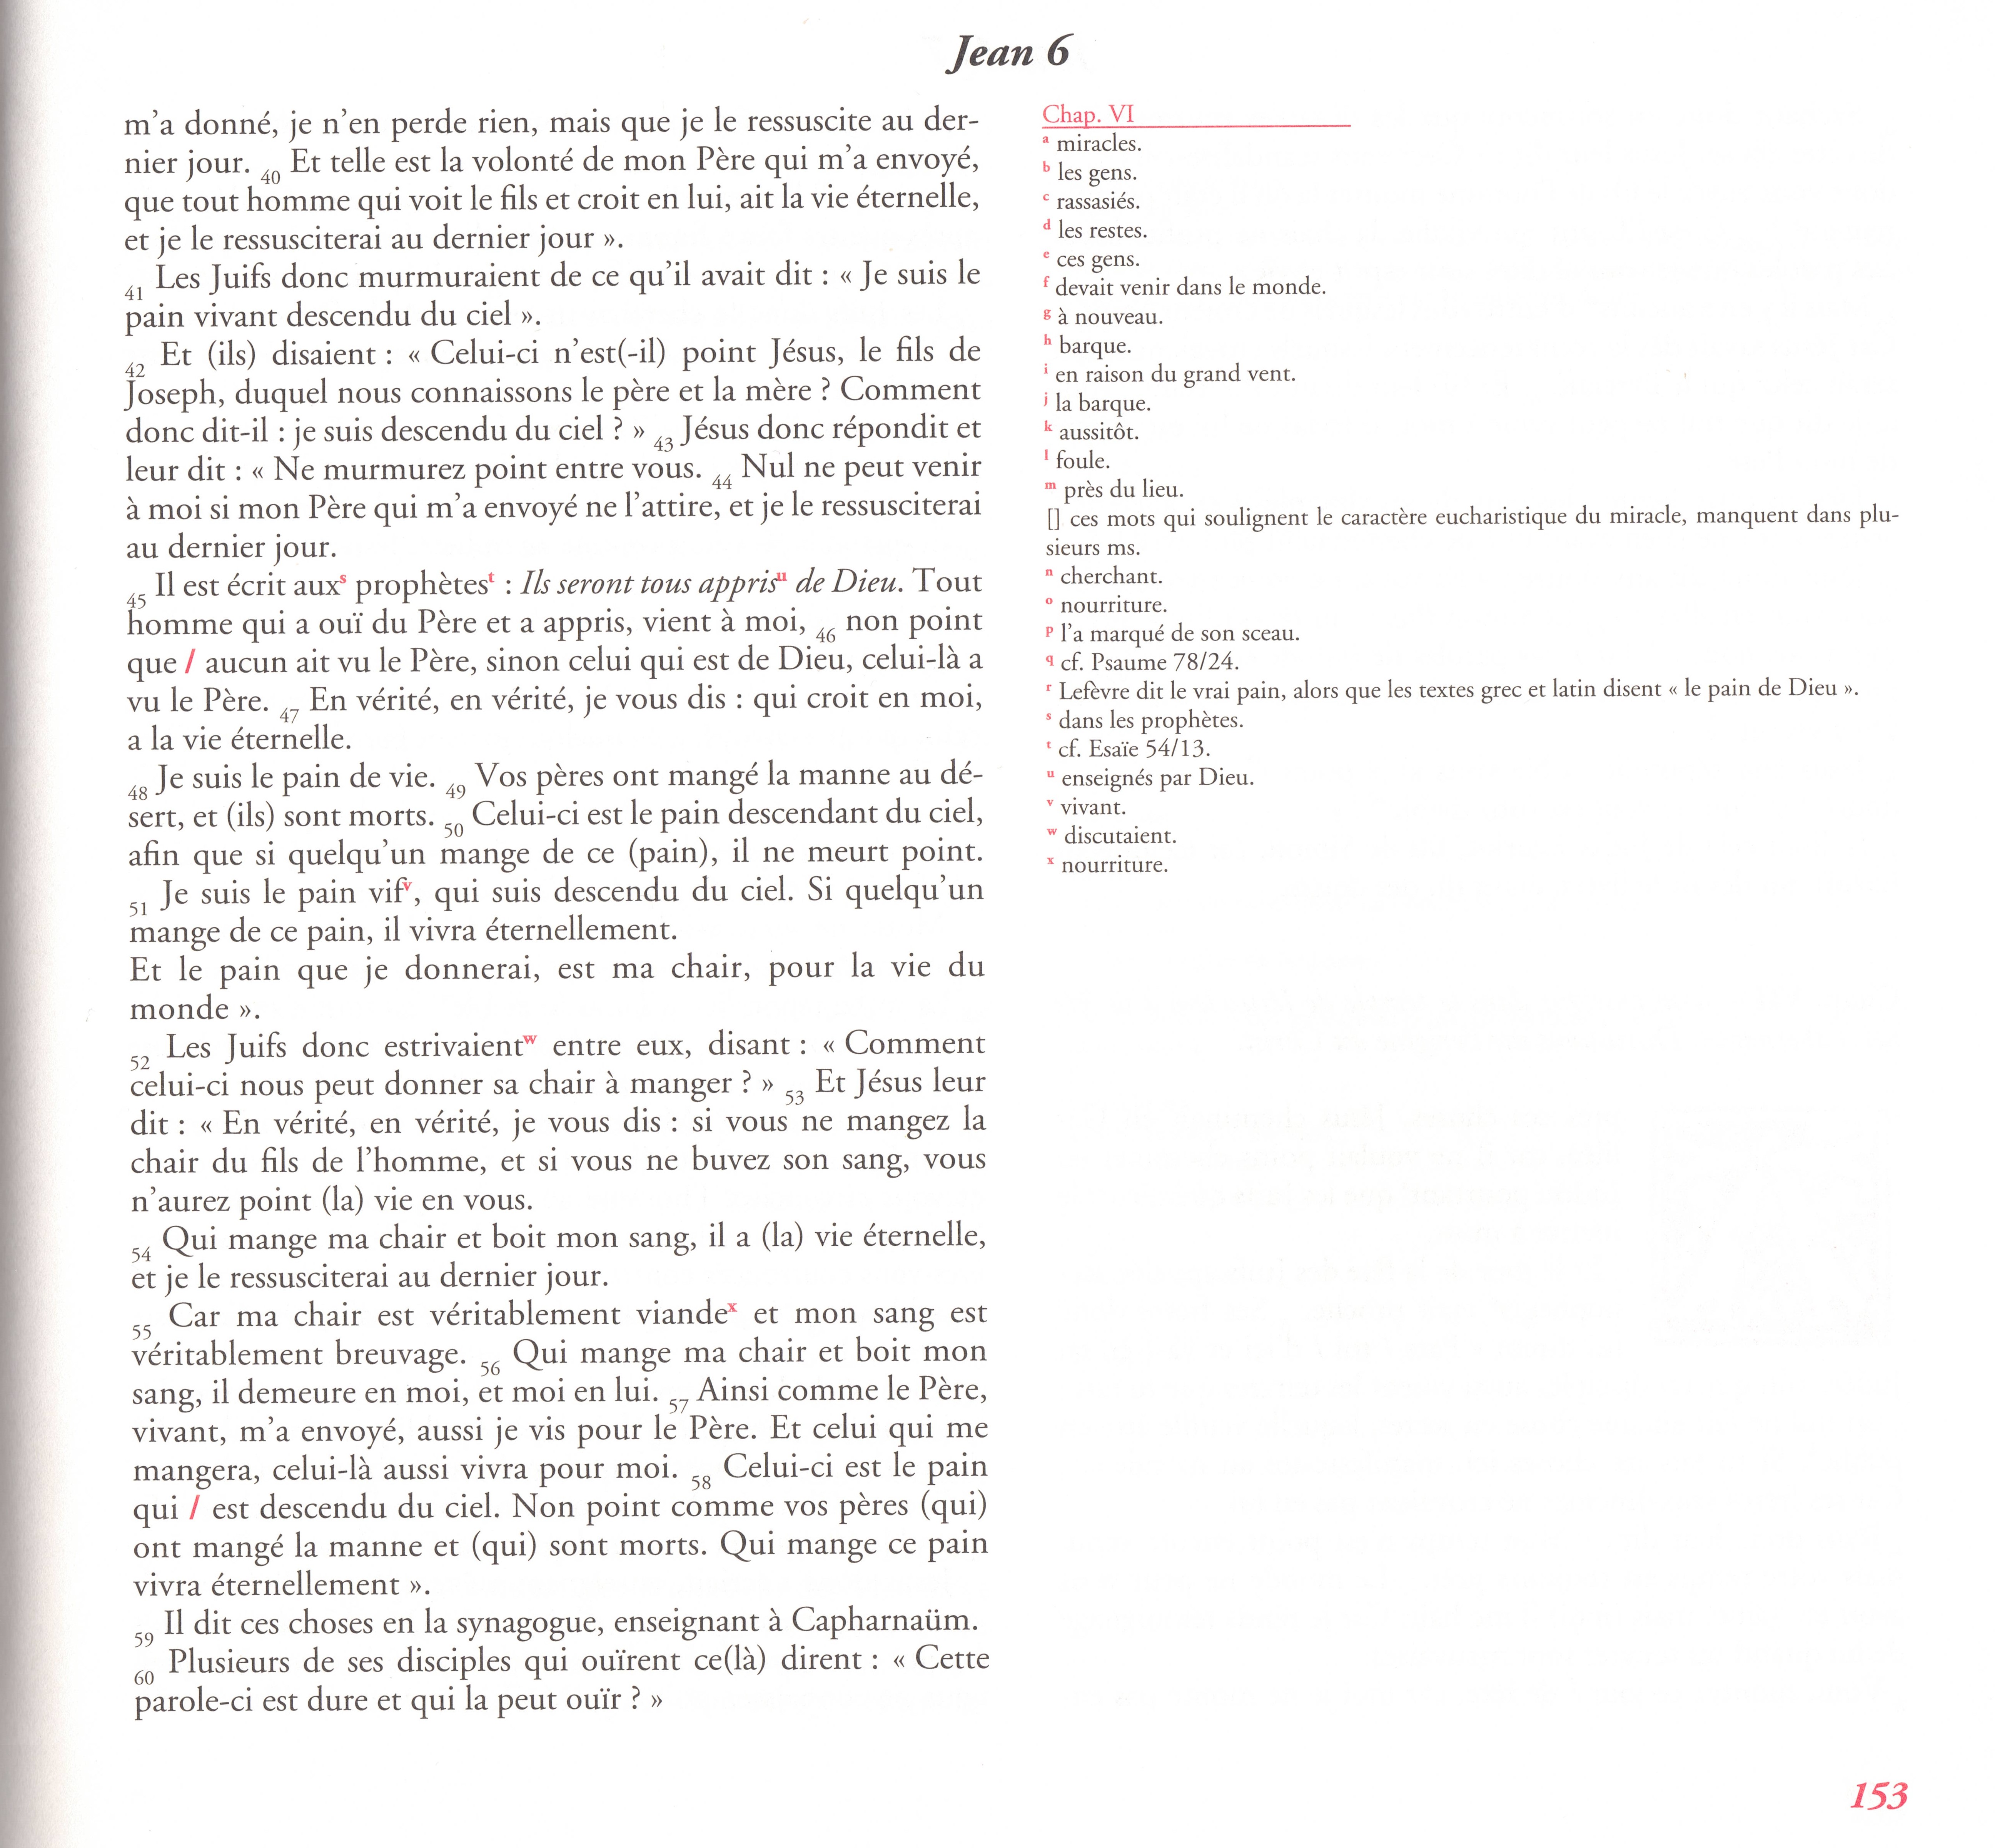 Jean 6
m'a donné, je n'en perde rien, mais que je le ressuscite au der-
nier jour. 40 Et telle est la volonté de mon Père qui m'a envoyé,
que tout homme qui voit le fils et croit en lui, ait la vie éternelle,
et je le ressusciterai au dernier jour ».
41 Les Juifs donc murmuraient de ce qu'il avait dit : « Je suis le
pain vivant descendu du ciel ».
42 Et (ils) disaient : « Celui-ci n'est(-il) point Jésus, le fils de
Joseph, duquel nous connaissons le père et la mère ? Comment
donc dit-il : je suis descendu du ciel ? » 43 Jésus donc répondit et
leur dit : « Ne murmurez point entre vous. 44 Nul ne peut venir
à moi si mon Père qui m'a envoyé ne l'attire, et je le ressusciterai
au dernier jour.
45 Il est écrit aux^s prophètes^t : Ils seront tous appris^u de Dieu. Tout
homme qui a ouï du Père et a appris, vient à moi, 46 non point
que / aucun ait vu le Père, sinon celui qui est de Dieu, celui-là a
vu le Père. 47 En vérité, en vérité, je vous dis : qui croit en moi,
a la vie éternelle.
48 Je suis le pain de vie. 49 Vos pères ont mangé la manne au dé-
sert, et (ils) sont morts. 50 Celui-ci est le pain descendant du ciel,
afin que si quelqu'un mange de ce (pain), il ne meurt point.
51 Je suis le pain vif^v, qui suis descendu du ciel. Si quelqu'un
mange de ce pain, il vivra éternellement.
Et le pain que je donnerai, est ma chair, pour la vie du
monde ».
52 Les Juifs donc estrivaient^w entre eux, disant : « Comment
celui-ci nous peut donner sa chair à manger ? » 53 Et Jésus leur
dit : « En vérité, en vérité, je vous dis : si vous ne mangez la
chair du fils de l'homme, et si vous ne buvez son sang, vous
n'aurez point (la) vie en vous.
54 Qui mange ma chair et boit mon sang, il a (la) vie éternelle,
et je le ressusciterai au dernier jour.
55 Car ma chair est véritablement viande^x et mon sang est
véritablement breuvage. 56 Qui mange ma chair et boit mon
sang, il demeure en moi, et moi en lui. 57 Ainsi comme le Père,
vivant, m'a envoyé, aussi je vis pour le Père. Et celui qui me
mangera, celui-là aussi vivra pour moi. 58 Celui-ci est le pain
qui / est descendu du ciel. Non point comme vos pères (qui)
ont mangé la manne et (qui) sont morts. Qui mange ce pain
vivra éternellement ».
59 Il dit ces choses en la synagogue, enseignant à Capharnaüm.
60 Plusieurs de ses disciples qui ouïrent ce(là) dirent : « Cette
parole-ci est dure et qui la peut ouïr ? »
Chap. VI
a miracles.
b les gens.
c rassasiés.
d les restes.
e ces gens.
f devait venir dans le monde.
g à nouveau.
h barque.
i en raison du grand vent.
j la barque.
k aussitôt.
l foule.
m près du lieu.
[] ces mots qui soulignent le caractère eucharistique du miracle, manquent dans plu-
sieurs ms.
n cherchant.
o nourriture.
p l'a marqué de son sceau.
q cf. Psaume 78/24.
r Lefèvre dit le vrai pain, alors que les textes grec et latin disent « le pain de Dieu ».
s dans les prophètes.
t cf. Esaïe 54/13.
u enseignés par Dieu.
v vivant.
w discutaient.
x nourriture.
153